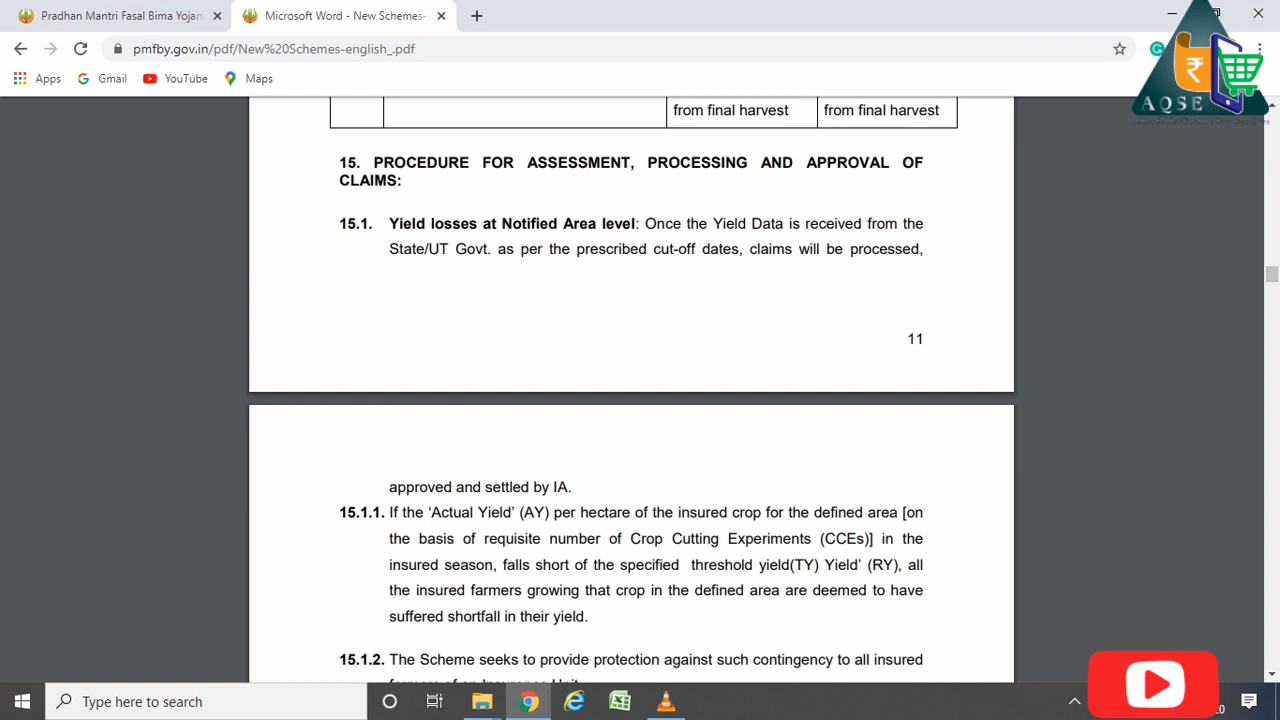 Pradhan Mantri Fasal Bima Yojan
Microsoft Word - New Schemes-
pmfby.gov.in/pdf/New%20Schemes-english_.pdf
Apps
Gmail
YouTube
Maps
₹
AQSE
from final harvest
from final harvest
15. PROCEDURE FOR ASSESSMENT, PROCESSING AND APPROVAL OF
CLAIMS:
15.1. Yield losses at Notified Area level: Once the Yield Data is received from the
State/UT Govt. as per the prescribed cut-off dates, claims will be processed,
11
approved and settled by IA.
15.1.1. If the ‘Actual Yield’ (AY) per hectare of the insured crop for the defined area [on
the basis of requisite number of Crop Cutting Experiments (CCEs)] in the
insured season, falls short of the specified threshold yield(TY) Yield’ (RY), all
the insured farmers growing that crop in the defined area are deemed to have
suffered shortfall in their yield.
15.1.2. The Scheme seeks to provide protection against such contingency to all insured
farmers of an Insurance Unit
Type here to search